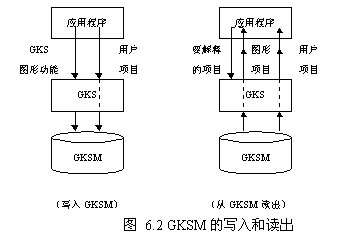 应用程序 应用程序
GKS 用户 要解释 图形 用户
图形功能 项目 的项目 项目 项目
GKS GKS
GKSM GKSM
(写入 GKSM) (从 GKSM 读出)
图 6.2 GKSM 的写入和读出